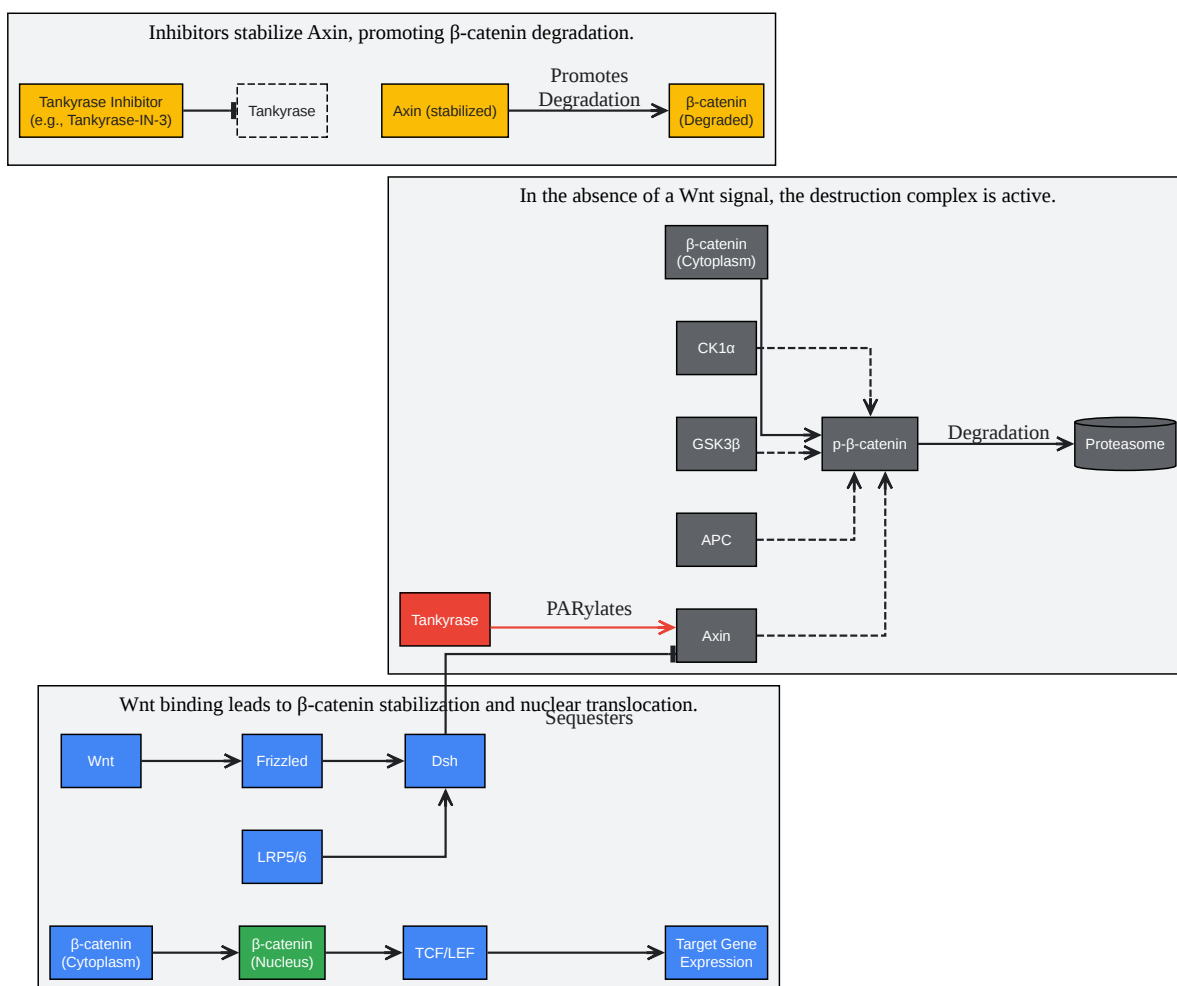 Inhibitors stabilize Axin, promoting β-catenin degradation.
Tankyrase Inhibitor
(e.g., Tankyrase-IN-3)
Tankyrase
Axin (stabilized)
Promotes
Degradation
β-catenin
(Degraded)
In the absence of a Wnt signal, the destruction complex is active.
β-catenin
(Cytoplasm)
CK1α
GSK3β
p-β-catenin
Degradation
Proteasome
APC
Tankyrase
PARylates
Axin
Wnt binding leads to β-catenin stabilization and nuclear translocation.
Sequesters
Wnt
Frizzled
Dsh
LRP5/6
β-catenin
(Cytoplasm)
β-catenin
(Nucleus)
TCF/LEF
Target Gene
Expression